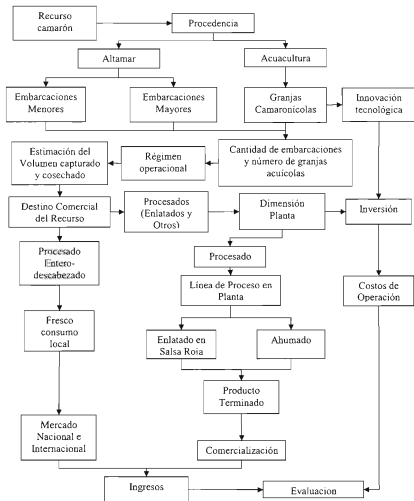 Recurso
camarón
Procedencia
Altamar
Acuacultura
Embarcaciones
Menores
Embarcaciones
Mayores
Granjas
Camaronícolas
Innovación
tecnológica
Estimación del
Volumen capturado
y cosechado
Régimen
operacional
Cantidad de embarcaciones
y número de granjas
acuícolas
Destino Comercial
del Recurso
Procesados
(Enlatados y
Otros)
Dimensión
Planta
Inversión
Procesado
Entero-
descabezado
Procesado
Línea de Proceso en
Planta
Costos de
Operación
Fresco
consumo
local
Enlatado en
Salsa Roia
Ahumado
Producto
Terminado
Mercado
Nacional e
Internacional
Comercialización
Ingresos
Evaluacion